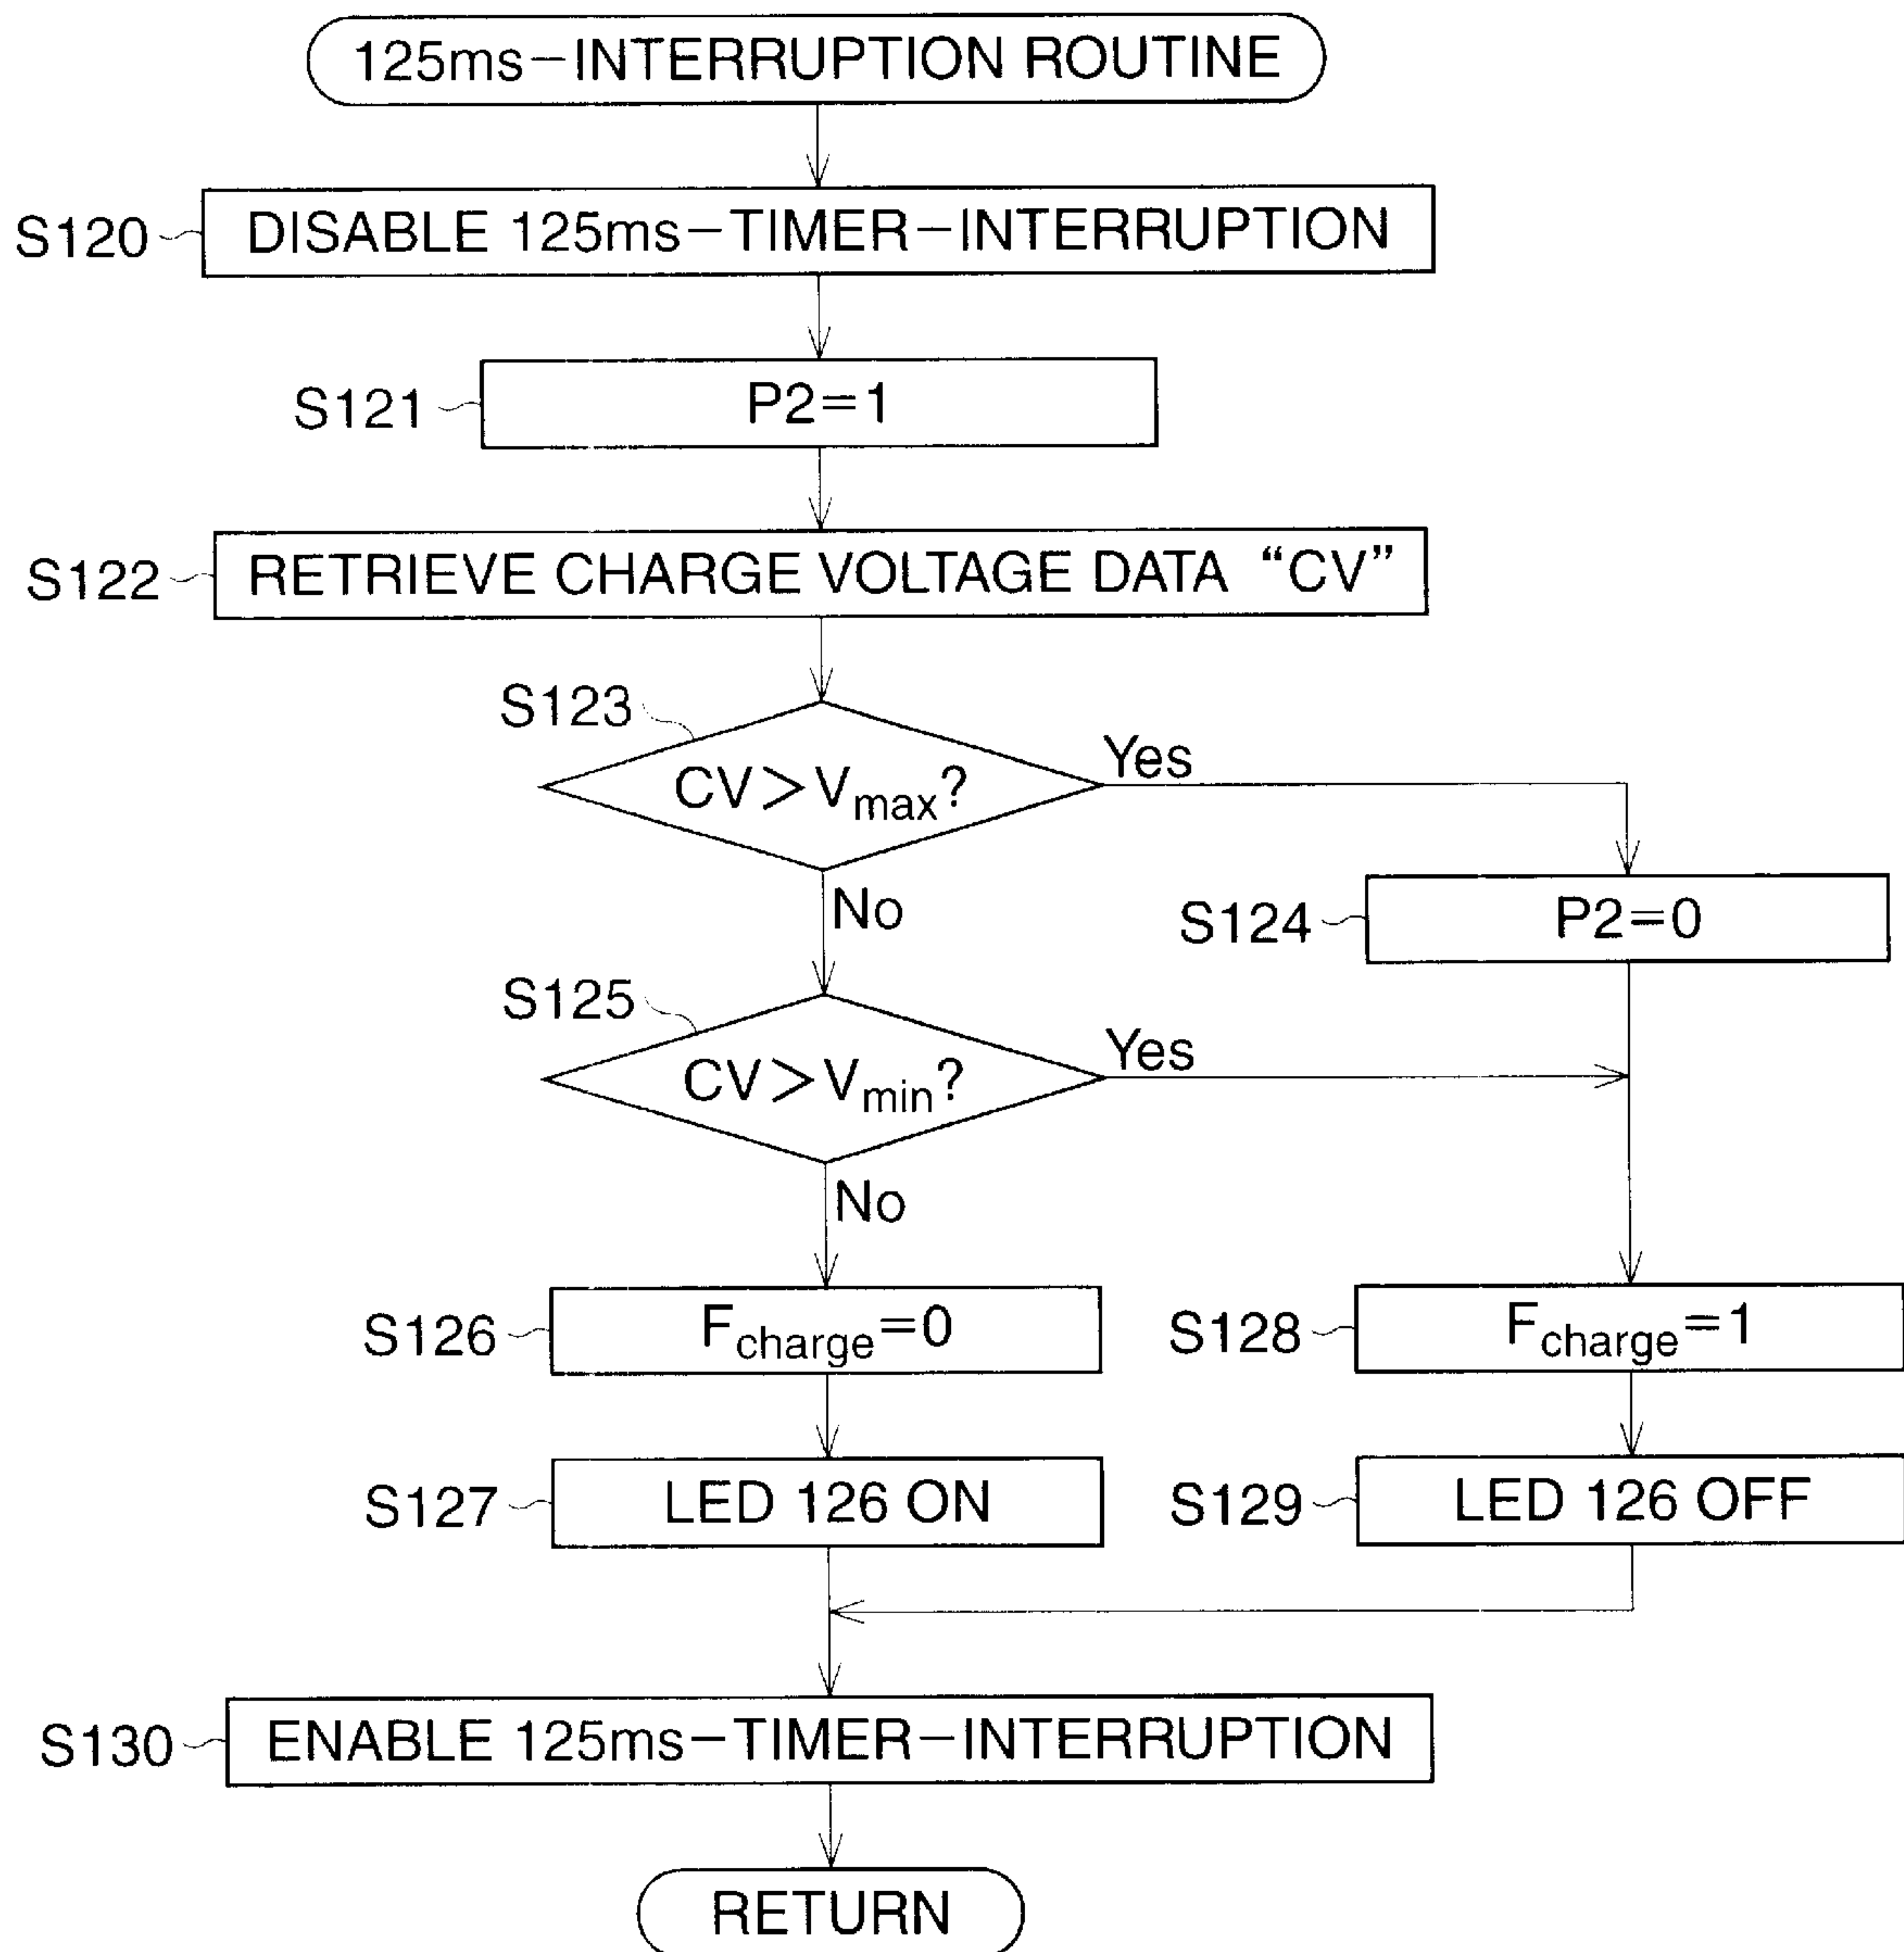 125ms-INTERRUPTION ROUTINE
S120
DISABLE 125ms-TIMER-INTERRUPTION
S121
P2=1
S122
RETRIEVE CHARGE VOLTAGE DATA “CV”
S123
CV>Vmax?
Yes
No
S124
P2=0
S125
CV>Vmin?
Yes
No
S126
Fcharge=0
S128
Fcharge=1
S127
LED 126 ON
S129
LED 126 OFF
S130
ENABLE 125ms-TIMER-INTERRUPTION
RETURN